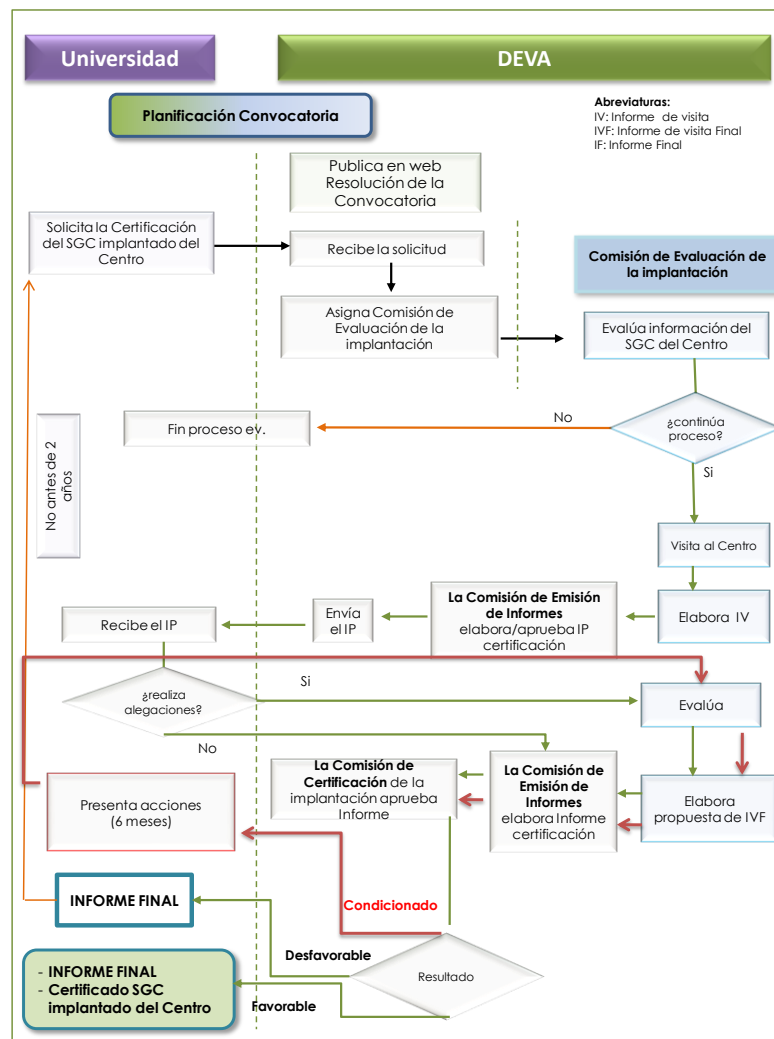 Universidad
DEVA
Planificación Convocatoria
Abreviaturas:
IV: Informe de visita
IVF: Informe de visita Final
IF: Informe Final
Publica en web
Resolución de la
Convocatoria
Solicita la Certificación
del SGC implantado del
Centro
Recibe la solicitud
Comisión de Evaluación de
la implantación
Asigna Comisión de
Evaluación de la
implantación
Evalúa información del
SGC del Centro
No antes de 2
años
Fin proceso ev.
No
¿continúa
proceso?
Si
Visita al Centro
Recibe el IP
Envía
el IP
La Comisión de Emisión
de Informes
elabora/aprueba IP
certificación
Elabora IV
¿realiza
alegaciones?
Si
Evalúa
No
La Comisión de
Certificación de la
implantación aprueba
Informe
La Comisión de
Emisión de
Informes
elabora Informe
certificación
Elabora
propuesta de IVF
Presenta acciones
(6 meses)
INFORME FINAL
Condicionado
Desfavorable
Resultado
- INFORME FINAL
- Certificado SGC
implantado del Centro
Favorable